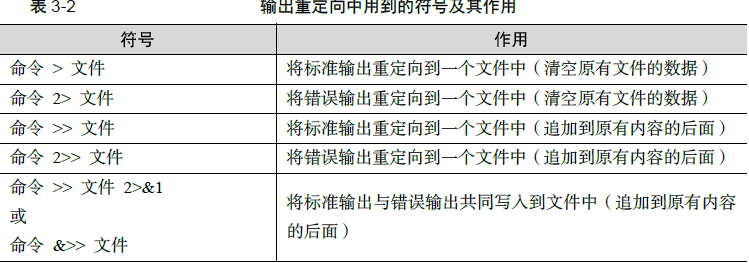 表 3-2 输出重定向中用到的符号及其作用
符号 作用
命令 > 文件 将标准输出重定向到一个文件中（清空原有文件的数据）
命令 2> 文件 将错误输出重定向到一个文件中（清空原有文件的数据）
命令 >> 文件 将标准输出重定向到一个文件中（追加到原有内容的后面）
命令 2>> 文件 将错误输出重定向到一个文件中（追加到原有内容的后面）
命令 >> 文件 2>&1
或
命令 &>> 文件
将标准输出与错误输出共同写入到文件中（追加到原有内容
的后面）